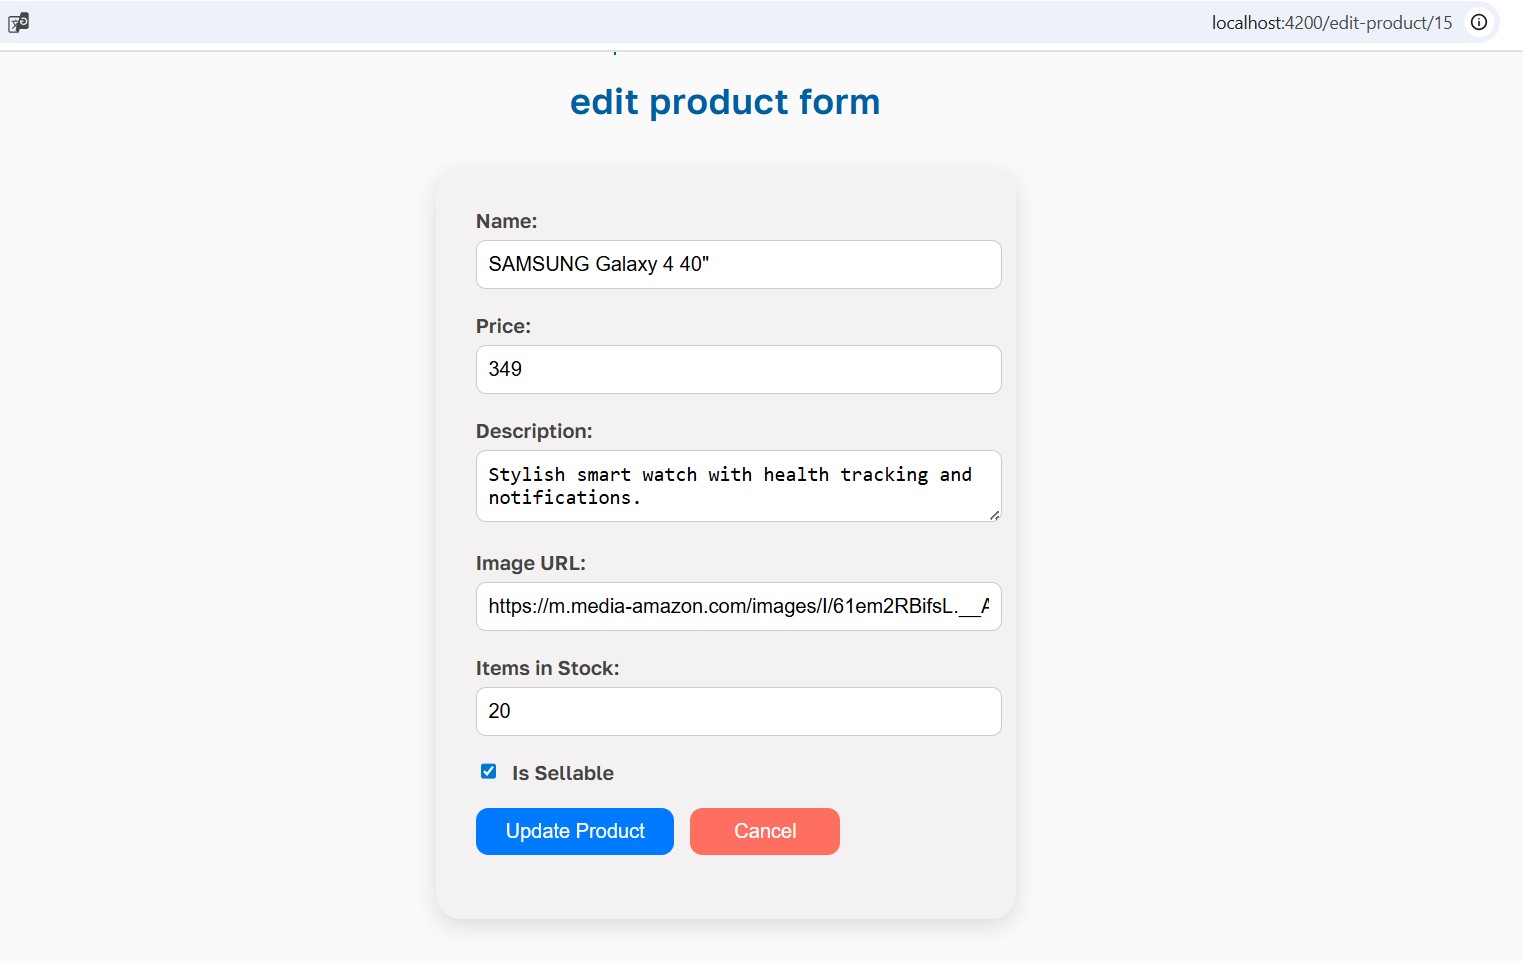 localhost:4200/edit-product/15
edit product form
Name:
SAMSUNG Galaxy 4 40"
Price:
349
Description:
Stylish smart watch with health tracking and
notifications.
Image URL:
https://m.media-amazon.com/images/I/61em2RBifsL.__A
Items in Stock:
20
Is Sellable
Update Product
Cancel